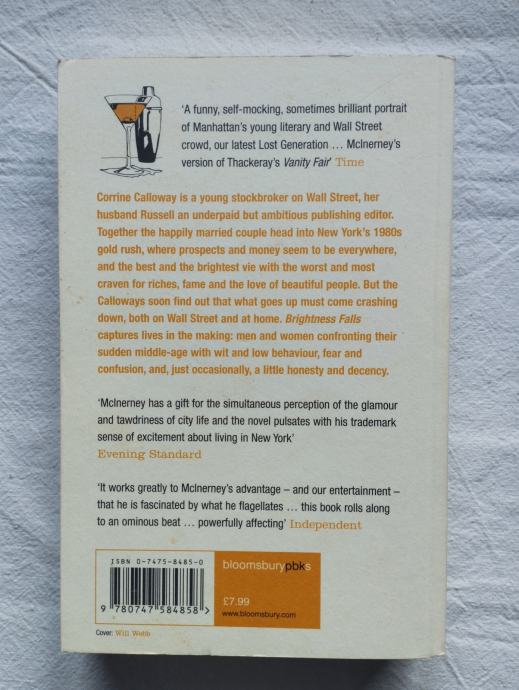 ‘A funny, self-mocking, sometimes brilliant portrait
of Manhattan’s young literary and Wall Street
crowd, our latest Lost Generation … McInerney’s
version of Thackeray’s Vanity Fair’ Time
Corrine Calloway is a young stockbroker on Wall Street, her
husband Russell an underpaid but ambitious publishing editor.
Together the happily married couple head into New York’s 1980s
gold rush, where prospects and money seem to be everywhere,
and the best and the brightest vie with the worst and most
craven for riches, fame and the love of beautiful people. But the
Calloways soon find out that what goes up must come crashing
down, both on Wall Street and at home. Brightness Falls
captures lives in the making: men and women confronting their
sudden middle-age with wit and low behaviour, fear and
confusion, and, just occasionally, a little honesty and decency.
‘McInerney has a gift for the simultaneous perception of the glamour
and tawdriness of city life and the novel pulsates with his trademark
sense of excitement about living in New York’
Evening Standard
‘It works greatly to McInerney’s advantage – and our entertainment –
that he is fascinated by what he flagellates … this book rolls along
to an ominous beat … powerfully affecting’ Independent
ISBN 0-7475-8485-0
9 780747 584858 >
bloomsburypbks
£7.99
www.bloomsbury.com
Cover: Will Webb